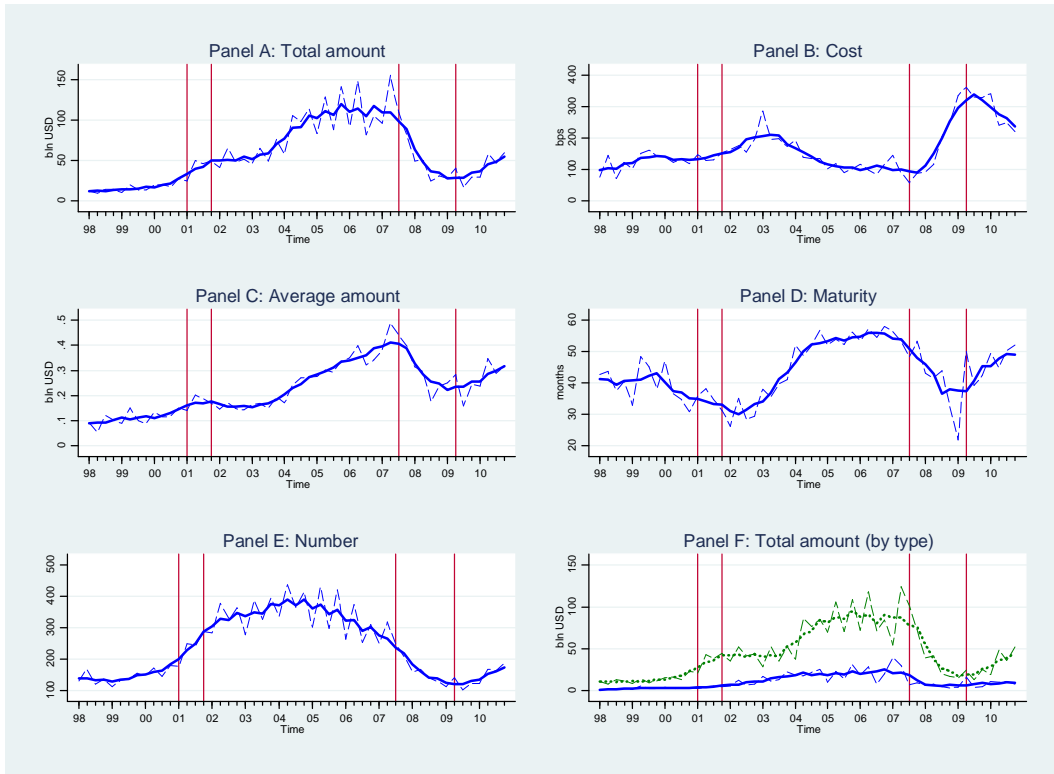 Panel A: Total amount
bln USD
150
100
50
0
98 99 00 01 02 03 04 05 06 07 08 09 10
Time
Panel B: Cost
bps
400
300
200
100
0
98 99 00 01 02 03 04 05 06 07 08 09 10
Time
Panel C: Average amount
bln USD
.5
.4
.3
.2
.1
0
98 99 00 01 02 03 04 05 06 07 08 09 10
Time
Panel D: Maturity
months
60
50
40
30
20
98 99 00 01 02 03 04 05 06 07 08 09 10
Time
Panel E: Number
500
400
300
200
100
98 99 00 01 02 03 04 05 06 07 08 09 10
Time
Panel F: Total amount (by type)
bln USD
150
100
50
0
98 99 00 01 02 03 04 05 06 07 08 09 10
Time